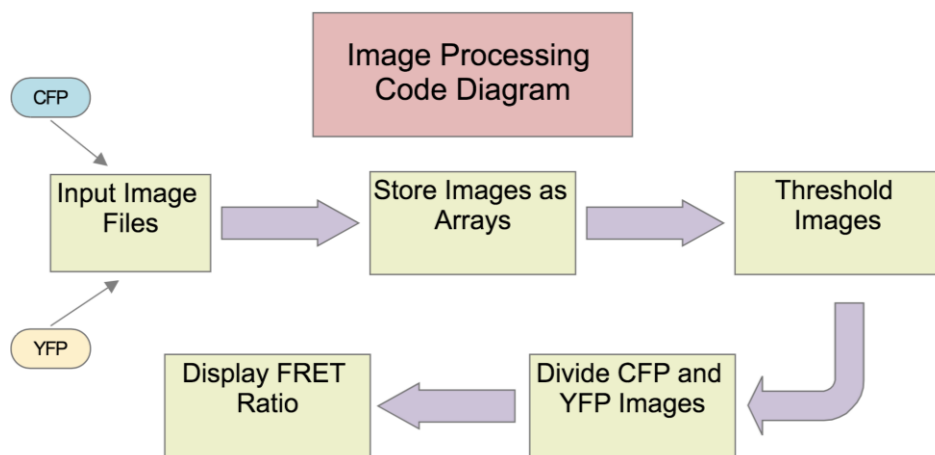 Image Processing
Code Diagram
CFP
Input Image
Files
Store Images as
Arrays
Threshold
Images
YFP
Display FRET
Ratio
Divide CFP and
YFP Images